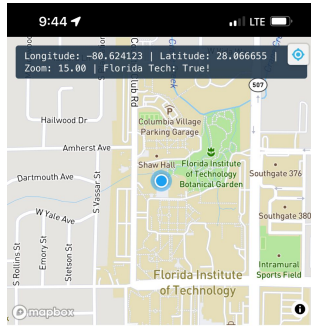 9:44
LTE
Longitude: -80.624123 | Latitude: 28.066655 |
Zoom: 15.00 | Florida Tech: True!
507
Hailwood Dr
Columbia Village
Parking Garage
P
Amherst Ave
Shaw Hall
Florida Institute
of Technology
Botanical Garden
Dartmouth Ave
S Vassar St
Southgate 376
W Yale Ave
Southgate 380
S Rollins St
Emory St
Stetson St
Florida Institute
of Technology
Intramural
Sports Field
mapbox